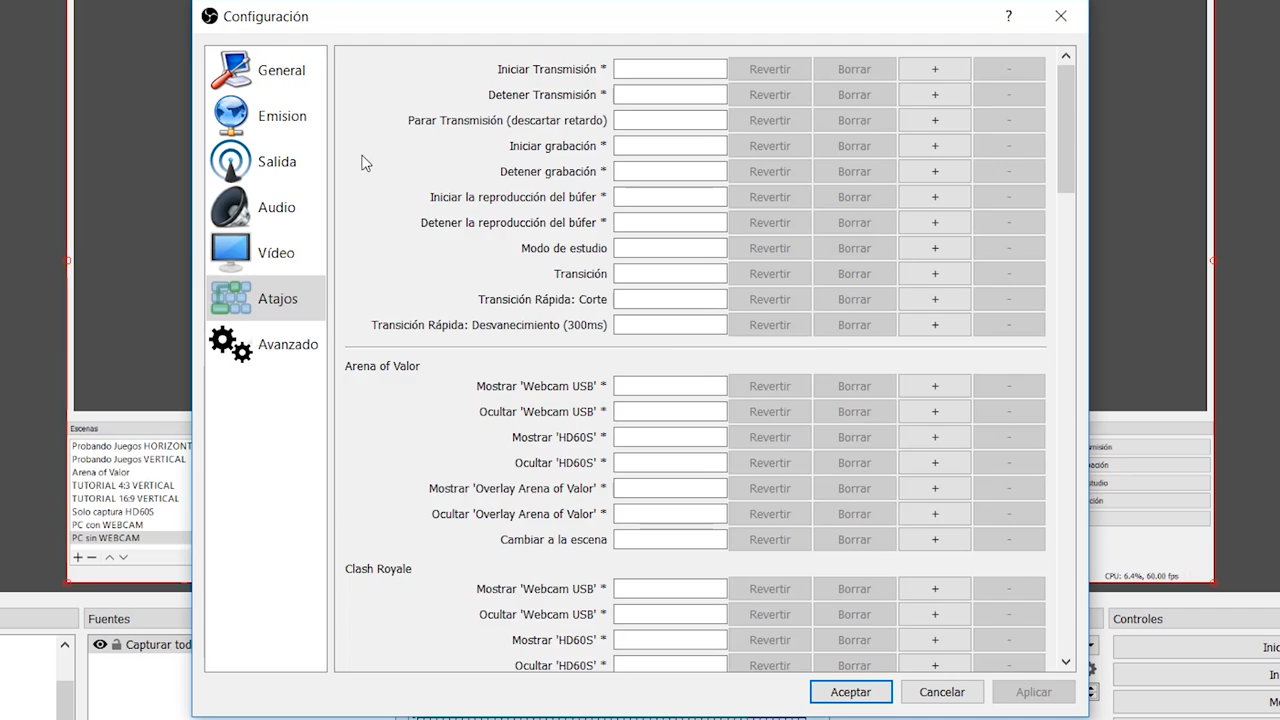 Configuración
?
General
Emision
Salida
Audio
Vídeo
Atajos
Avanzado
Iniciar Transmisión * Revertir Borrar + -
Detener Transmisión * Revertir Borrar + -
Parar Transmisión (descartar retardo) Revertir Borrar + -
Iniciar grabación * Revertir Borrar + -
Detener grabación * Revertir Borrar + -
Iniciar la reproducción del búfer * Revertir Borrar + -
Detener la reproducción del búfer * Revertir Borrar + -
Modo de estudio Revertir Borrar + -
Transición Revertir Borrar + -
Transición Rápida: Corte Revertir Borrar + -
Transición Rápida: Desvanecimiento (300ms) Revertir Borrar + -
Arena of Valor
Mostrar 'Webcam USB' * Revertir Borrar + -
Ocultar 'Webcam USB' * Revertir Borrar + -
Mostrar 'HD60S' * Revertir Borrar + -
Ocultar 'HD60S' * Revertir Borrar + -
Mostrar 'Overlay Arena of Valor' * Revertir Borrar + -
Ocultar 'Overlay Arena of Valor' * Revertir Borrar + -
Cambiar a la escena Revertir Borrar + -
Clash Royale
Mostrar 'Webcam USB' * Revertir Borrar + -
Ocultar 'Webcam USB' * Revertir Borrar + -
Mostrar 'HD60S' * Revertir Borrar + -
Ocultar 'HD60S' * Revertir Borrar + -
Aceptar Cancelar Aplicar
Escenas
Probando Juegos HORIZONT
Probando Juegos VERTICAL
Arena of Valor
TUTORIAL 4:3 VERTICAL
TUTORIAL 16:9 VERTICAL
Solo captura HD60S
PC con WEBCAM
PC sin WEBCAM
CPU: 6.4%, 60.00 fps
Fuentes
Capturar tod
Controles
Inic
In